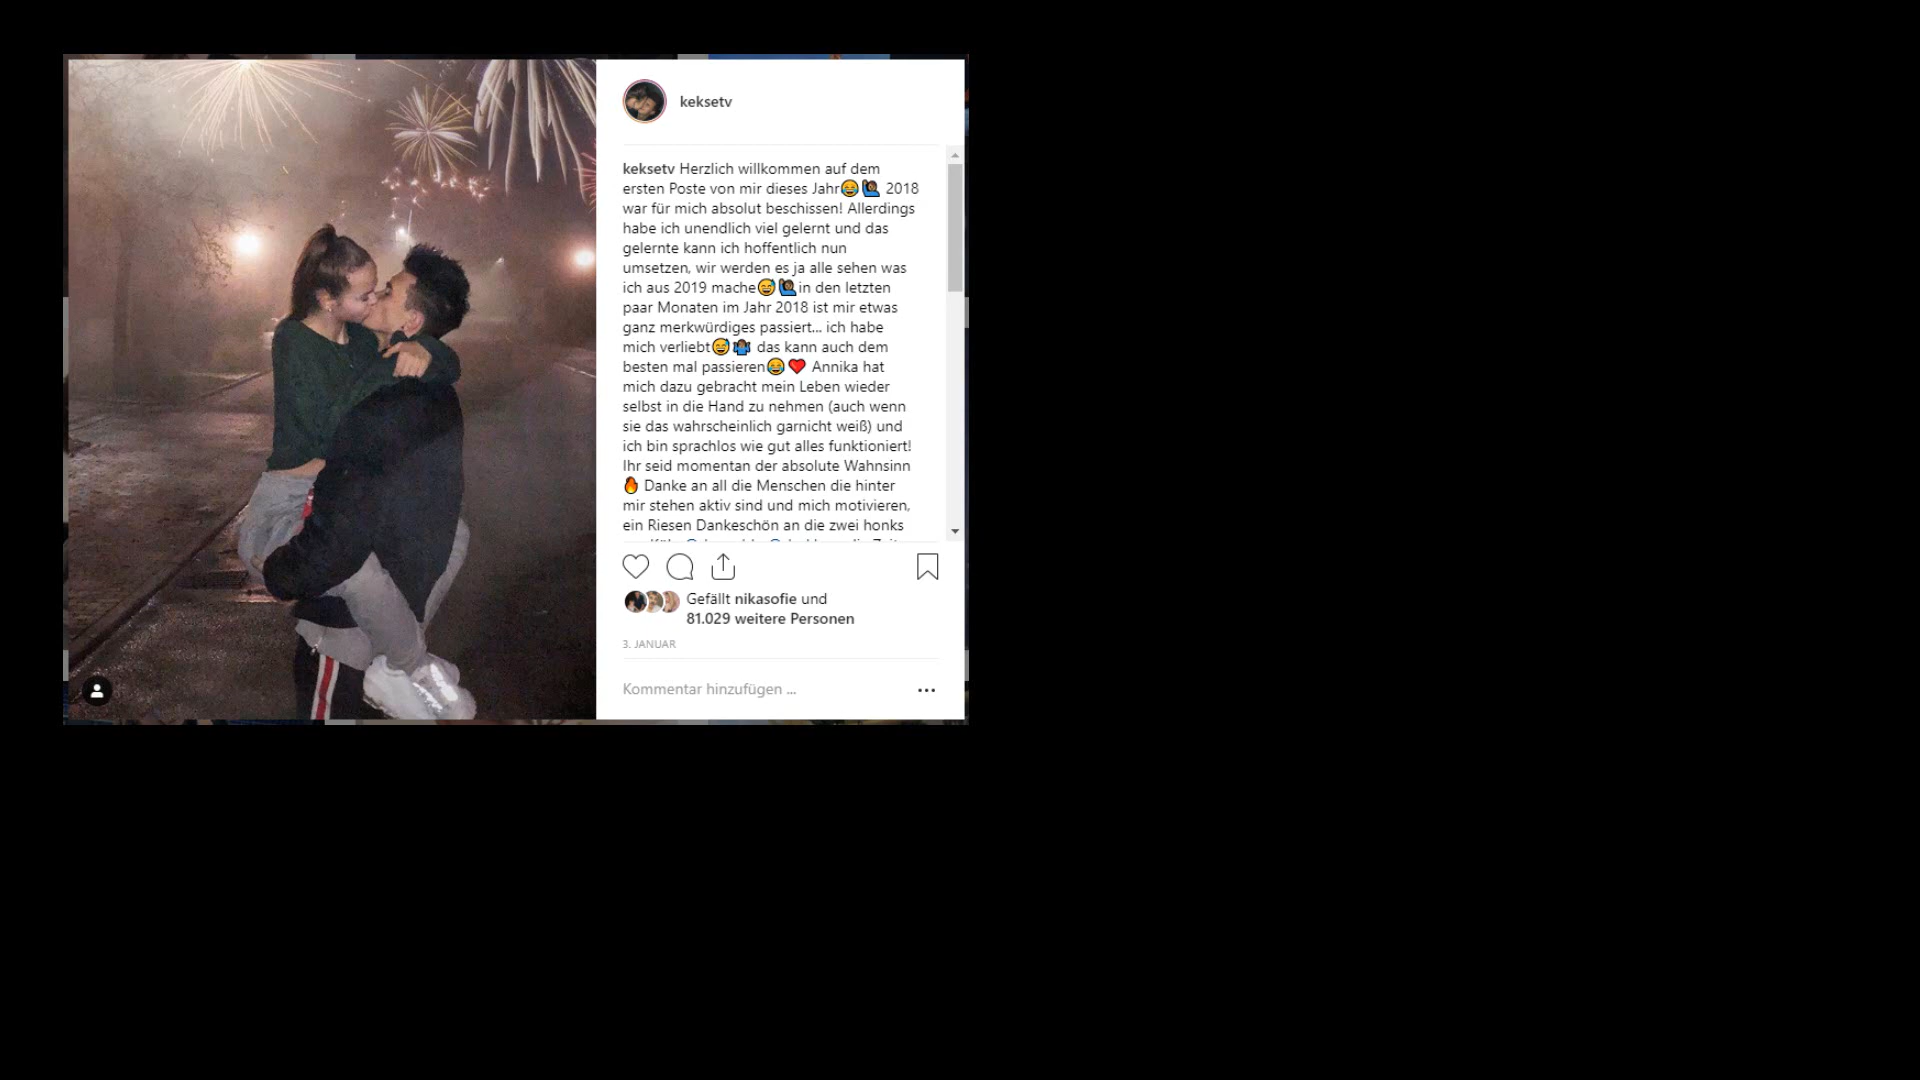 keksetv
keksetv Herzlich willkommen auf dem
ersten Poste von mir dieses Jahr😂🙋🏾‍♂️ 2018
war für mich absolut beschissen! Allerdings
habe ich unendlich viel gelernt und das
gelernte kann ich hoffentlich nun
umsetzen, wir werden es ja alle sehen was
ich aus 2019 mache😅🙋🏾‍♂️in den letzten
paar Monaten im Jahr 2018 ist mir etwas
ganz merkwürdiges passiert... ich habe
mich verliebt😅🤷🏾‍♂️ das kann auch dem
besten mal passieren😂❤️ Annika hat
mich dazu gebracht mein Leben wieder
selbst in die Hand zu nehmen (auch wenn
sie das wahrscheinlich garnicht weiß) und
ich bin sprachlos wie gut alles funktioniert!
Ihr seid momentan der absolute Wahnsinn
🔥 Danke an all die Menschen die hinter
mir stehen aktiv sind und mich motivieren,
ein Riesen Dankeschön an die zwei honks
Gefällt nikasofie und
81.029 weitere Personen
3. JANUAR
Kommentar hinzufügen ...